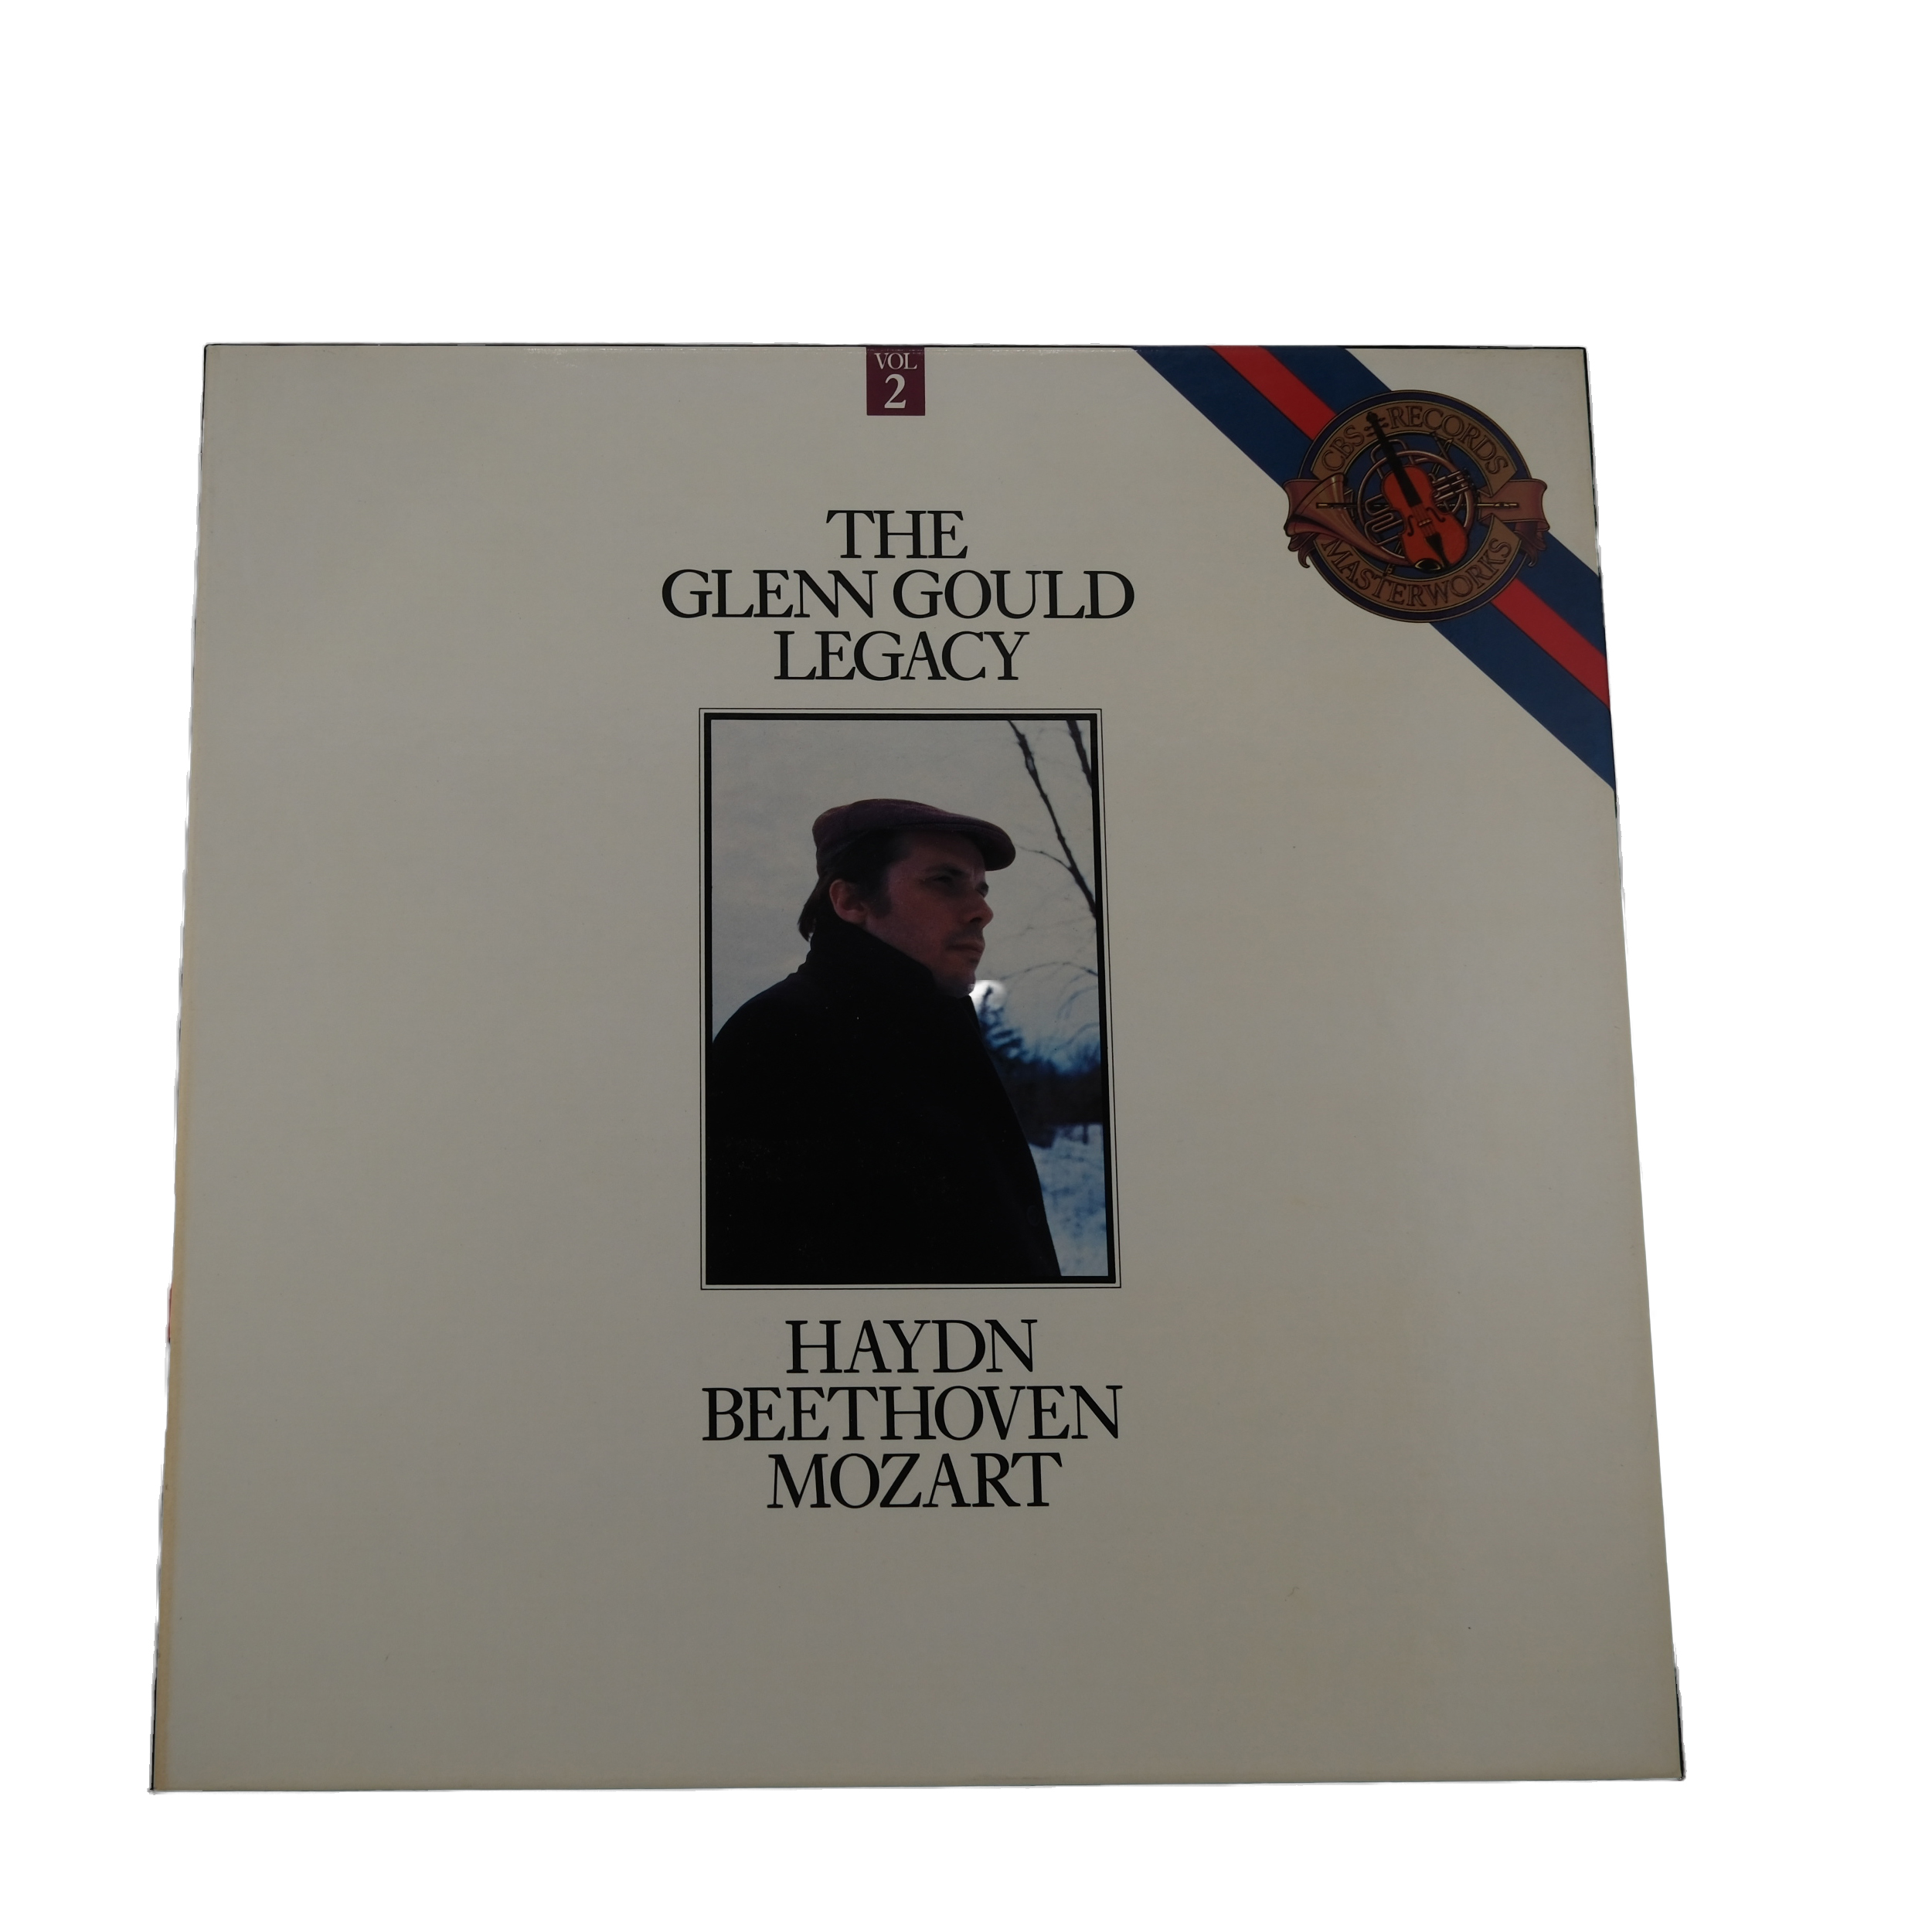 VOL
2
CBS RECORDS
MASTERWORKS
THE
GLENN GOULD
LEGACY
HAYDN
BEETHOVEN
MOZART